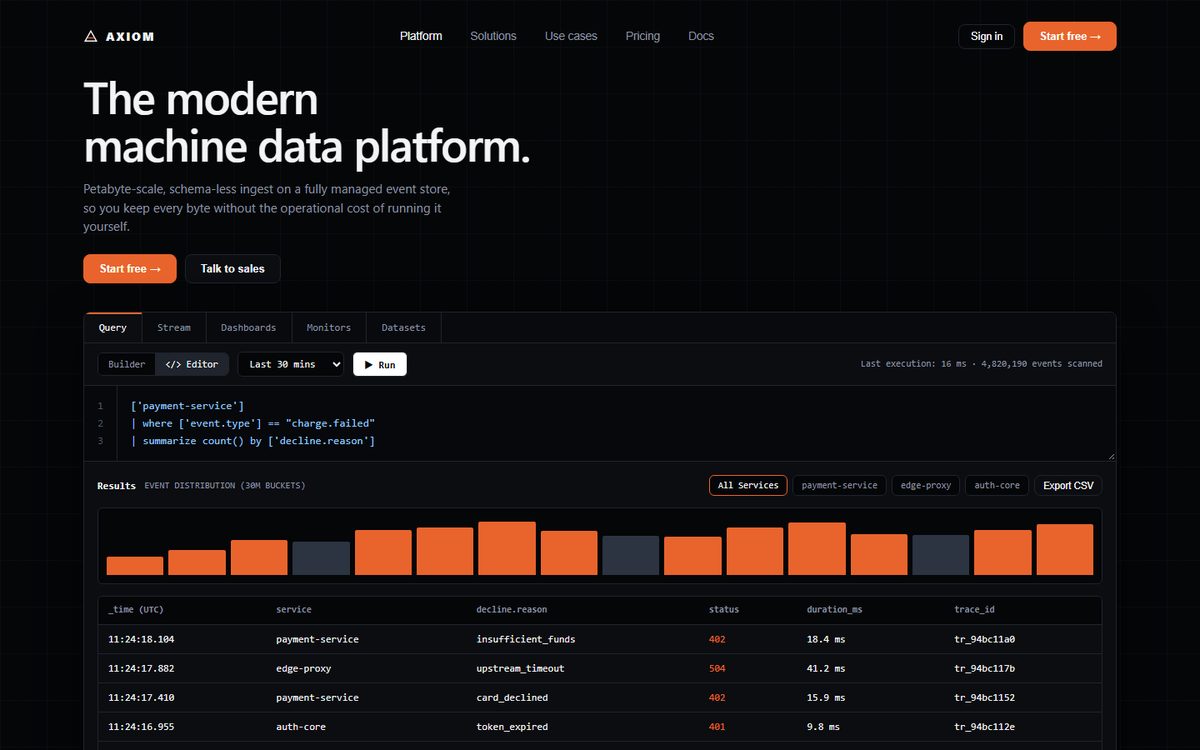 AXIOM
Platform Solutions Use cases Pricing Docs
Sign in Start free →
The modern
machine data platform.
Petabyte-scale, schema-less ingest on a fully managed event store,
so you keep every byte without the operational cost of running it
yourself.
Start free → Talk to sales
Query Stream Dashboards Monitors Datasets
Builder </> Editor Last 30 mins ▶ Run Last execution: 16 ms · 4,820,190 events scanned
1 ['payment-service']
2 | where ['event.type'] == "charge.failed"
3 | summarize count() by ['decline.reason']
Results EVENT DISTRIBUTION (30M BUCKETS) All Services payment-service edge-proxy auth-core Export CSV
_time (UTC) service decline.reason status duration_ms trace_id
11:24:18.104 payment-service insufficient_funds 402 18.4 ms tr_94bc11a0
11:24:17.882 edge-proxy upstream_timeout 504 41.2 ms tr_94bc117b
11:24:17.410 payment-service card_declined 402 15.9 ms tr_94bc1152
11:24:16.955 auth-core token_expired 401 9.8 ms tr_94bc112e